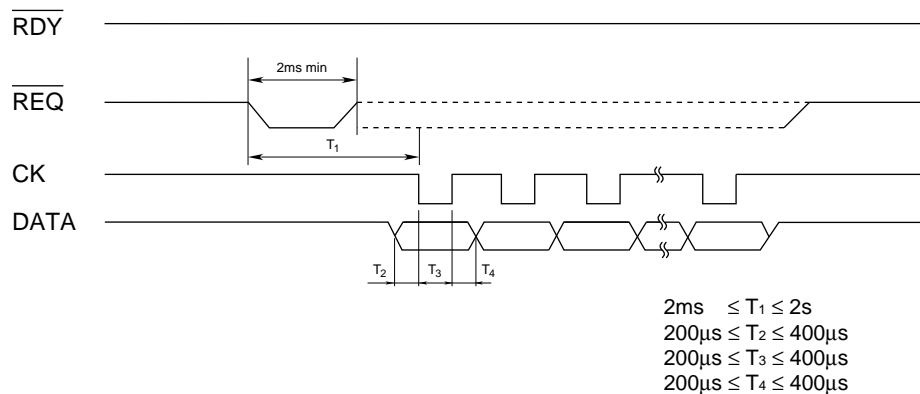 RDY
2ms min
REQ
T1
CK
DATA
T2 T3 T4
2ms ≤ T1 ≤ 2s
200µs ≤ T2 ≤ 400µs
200µs ≤ T3 ≤ 400µs
200µs ≤ T4 ≤ 400µs